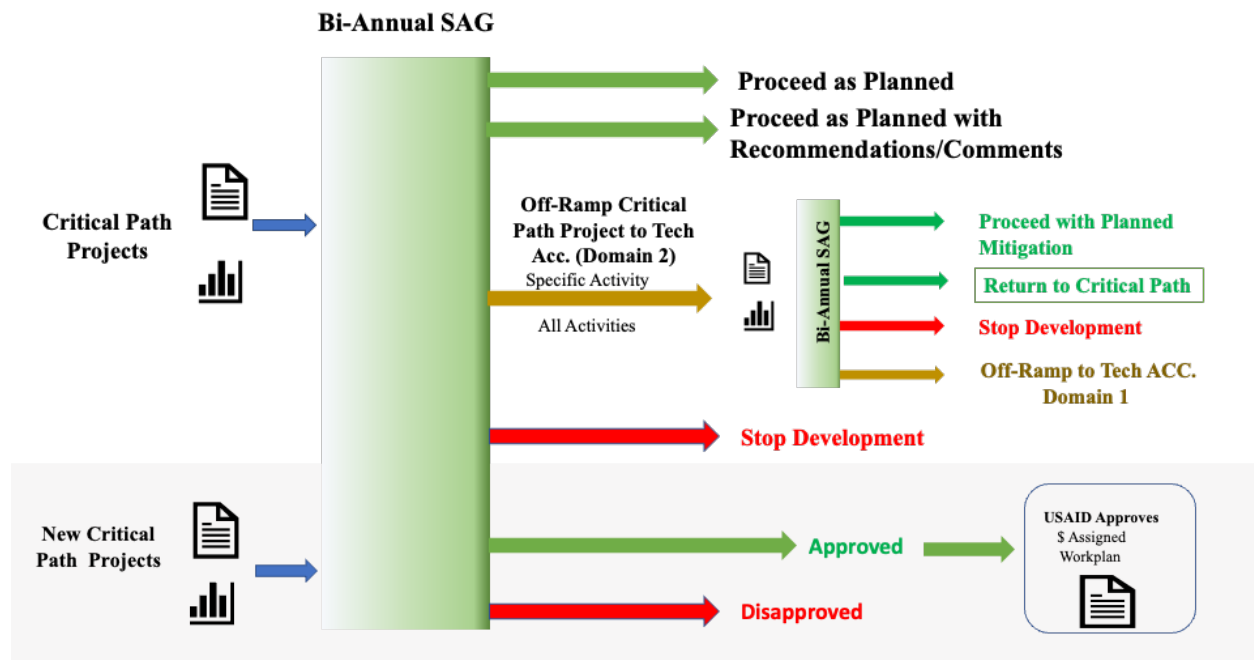 Bi-Annual SAG
Proceed as Planned
Proceed as Planned with
Recommendations/Comments
Critical Path
Projects
Off-Ramp Critical
Path Project to Tech
Acc. (Domain 2)
Specific Activity
All Activities
Bi-Annual SAG
Proceed with Planned
Mitigation
Return to Critical Path
Stop Development
Off-Ramp to Tech ACC.
Domain 1
Stop Development
New Critical
Path Projects
Approved
Disapproved
USAID Approves
$ Assigned
Workplan